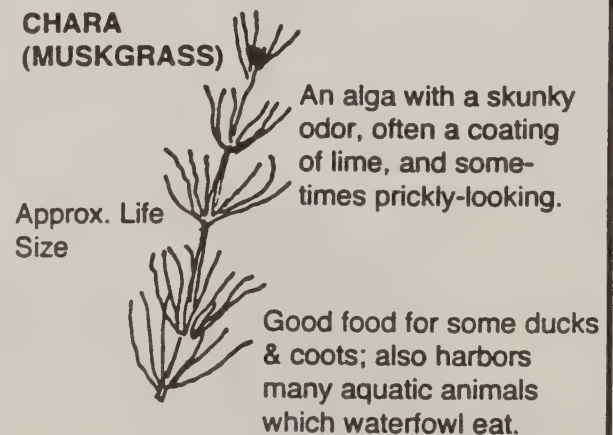 CHARA
(MUSKGRASS)
An alga with a skunky
odor, often a coating
of lime, and some-
times prickly-looking.
Approx. Life
Size
Good food for some ducks
& coots; also harbors
many aquatic animals
which waterfowl eat.